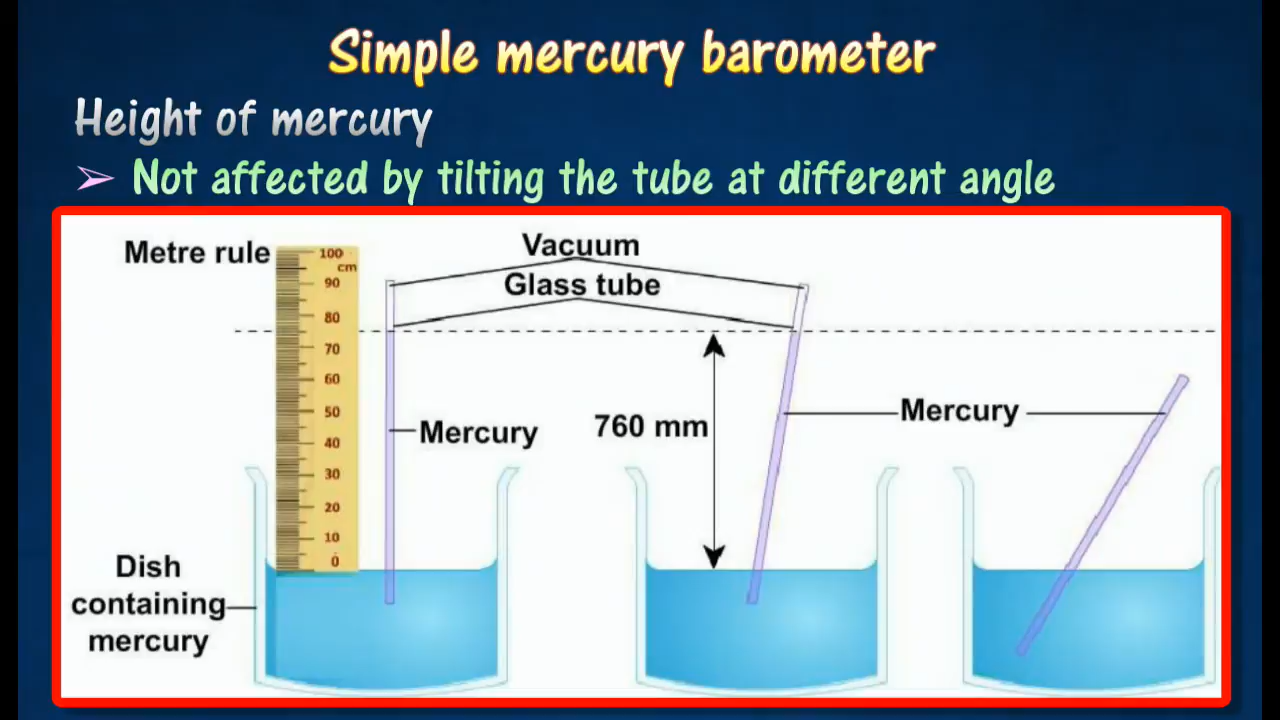 Simple mercury barometer
Height of mercury
➢ Not affected by tilting the tube at different angle
Metre rule
100
cm
90
80
70
60
50
40
30
20
10
0
Vacuum
Glass tube
Mercury
760 mm
Mercury
Dish
containing
mercury